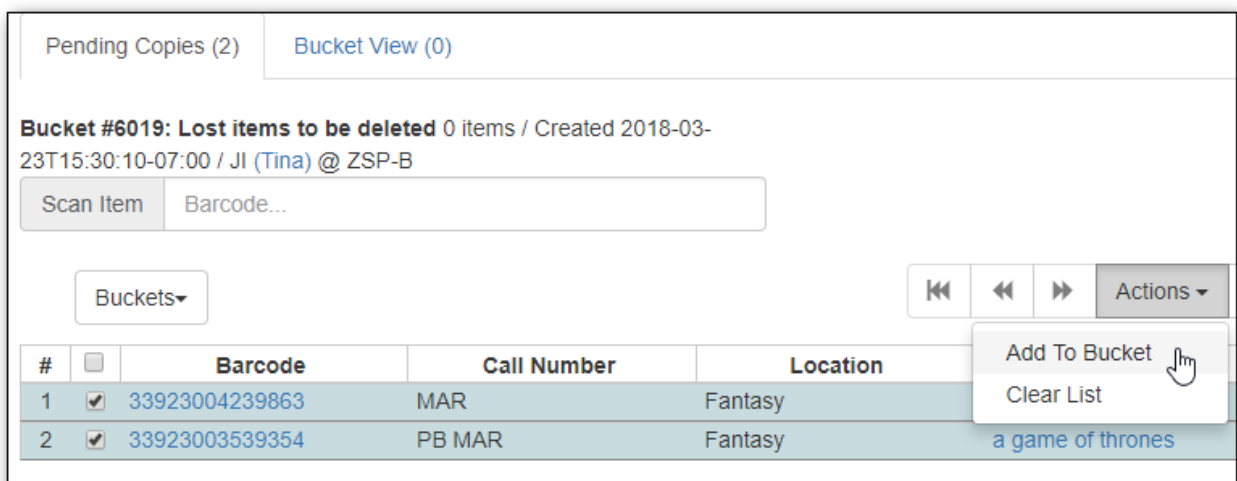 Pending Copies (2) Bucket View (0)
Bucket #6019: Lost items to be deleted 0 items / Created 2018-03-
23T15:30:10-07:00 / JI (Tina) @ ZSP-B
Scan Item Barcode...
Buckets Actions
Add To Bucket
Clear List
# Barcode Call Number Location
1 33923004239863 MAR Fantasy
2 33923003539354 PB MAR Fantasy a game of thrones